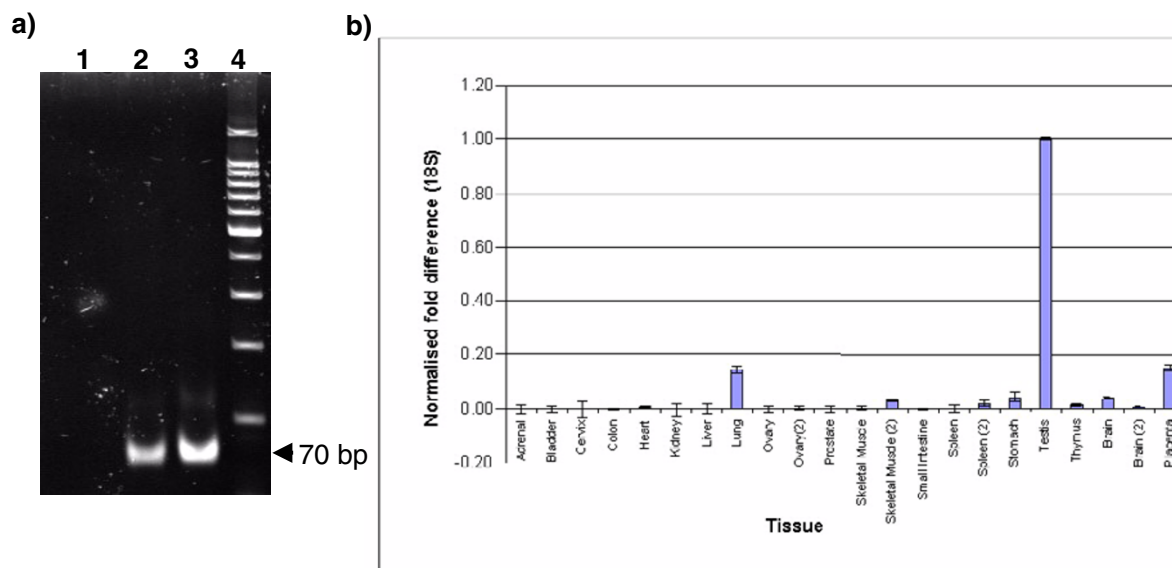 a)
1 2 3 4
70 bp
b)
Normalised fold difference (18S)
1.20
1.00
0.80
0.60
0.40
0.20
0.00
-0.20
Adrenal
Bladder
Cervix
Colon
Heart
Kidney
Liver
Lung
Ovary
Ovary(2)
Prostate
Skeletal Muscle
Skeletal Muscle (2)
Small Intestine
Spleen
Spleen (2)
Stomach
Testis
Thymus
Brain
Brain (2)
Placenta
Tissue